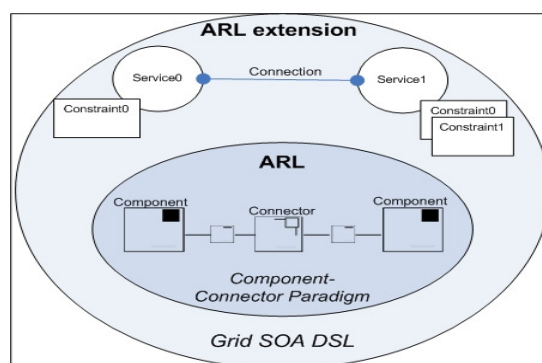 ARL extension
Service0
Connection
Service1
Constraint0
Constraint0
Constraint1
ARL
Component
Connector
Component
Component-
Connector Paradigm
Grid SOA DSL